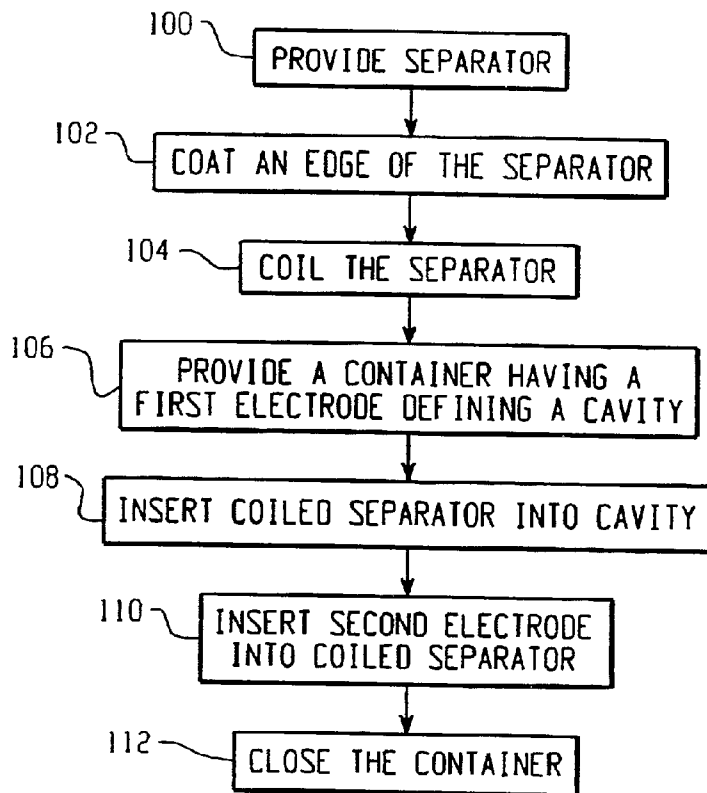 100
PROVIDE SEPARATOR
102
COAT AN EDGE OF THE SEPARATOR
104
COIL THE SEPARATOR
106
PROVIDE A CONTAINER HAVING A
FIRST ELECTRODE DEFINING A CAVITY
108
INSERT COILED SEPARATOR INTO CAVITY
110
INSERT SECOND ELECTRODE
INTO COILED SEPARATOR
112
CLOSE THE CONTAINER